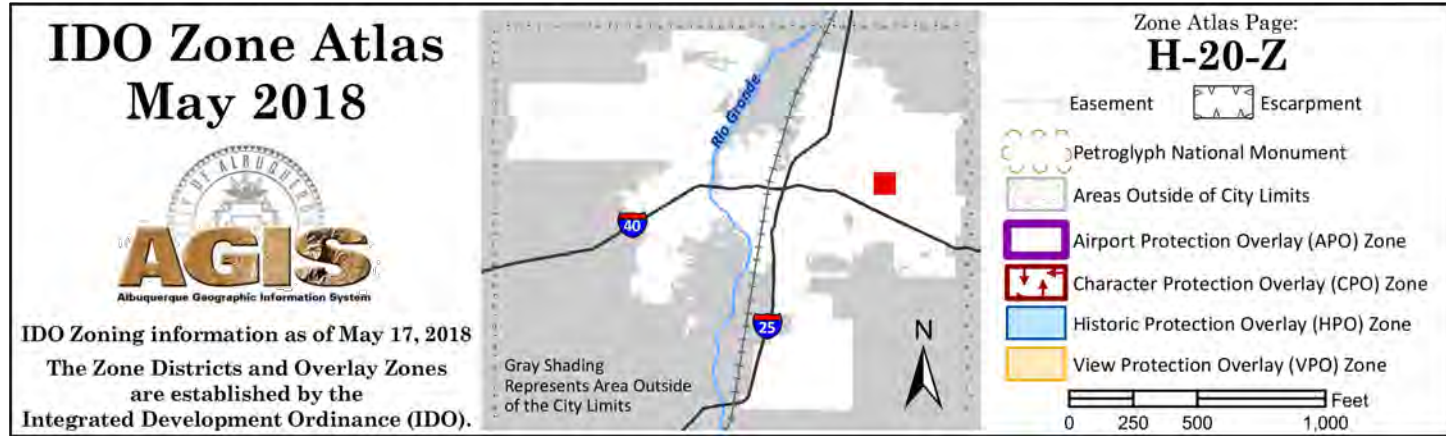 IDO Zone Atlas
May 2018
AGIS
Albuquerque Geographic Information System
IDO Zoning information as of May 17, 2018
The Zone Districts and Overlay Zones
are established by the
Integrated Development Ordinance (IDO).
Rio Grande
40
25
N
Gray Shading
Represents Area Outside
of the City Limits
Zone Atlas Page:
H-20-Z
Easement
Escarpment
Petroglyph National Monument
Areas Outside of City Limits
Airport Protection Overlay (APO) Zone
Character Protection Overlay (CPO) Zone
Historic Protection Overlay (HPO) Zone
View Protection Overlay (VPO) Zone
Feet
0 250 500 1,000